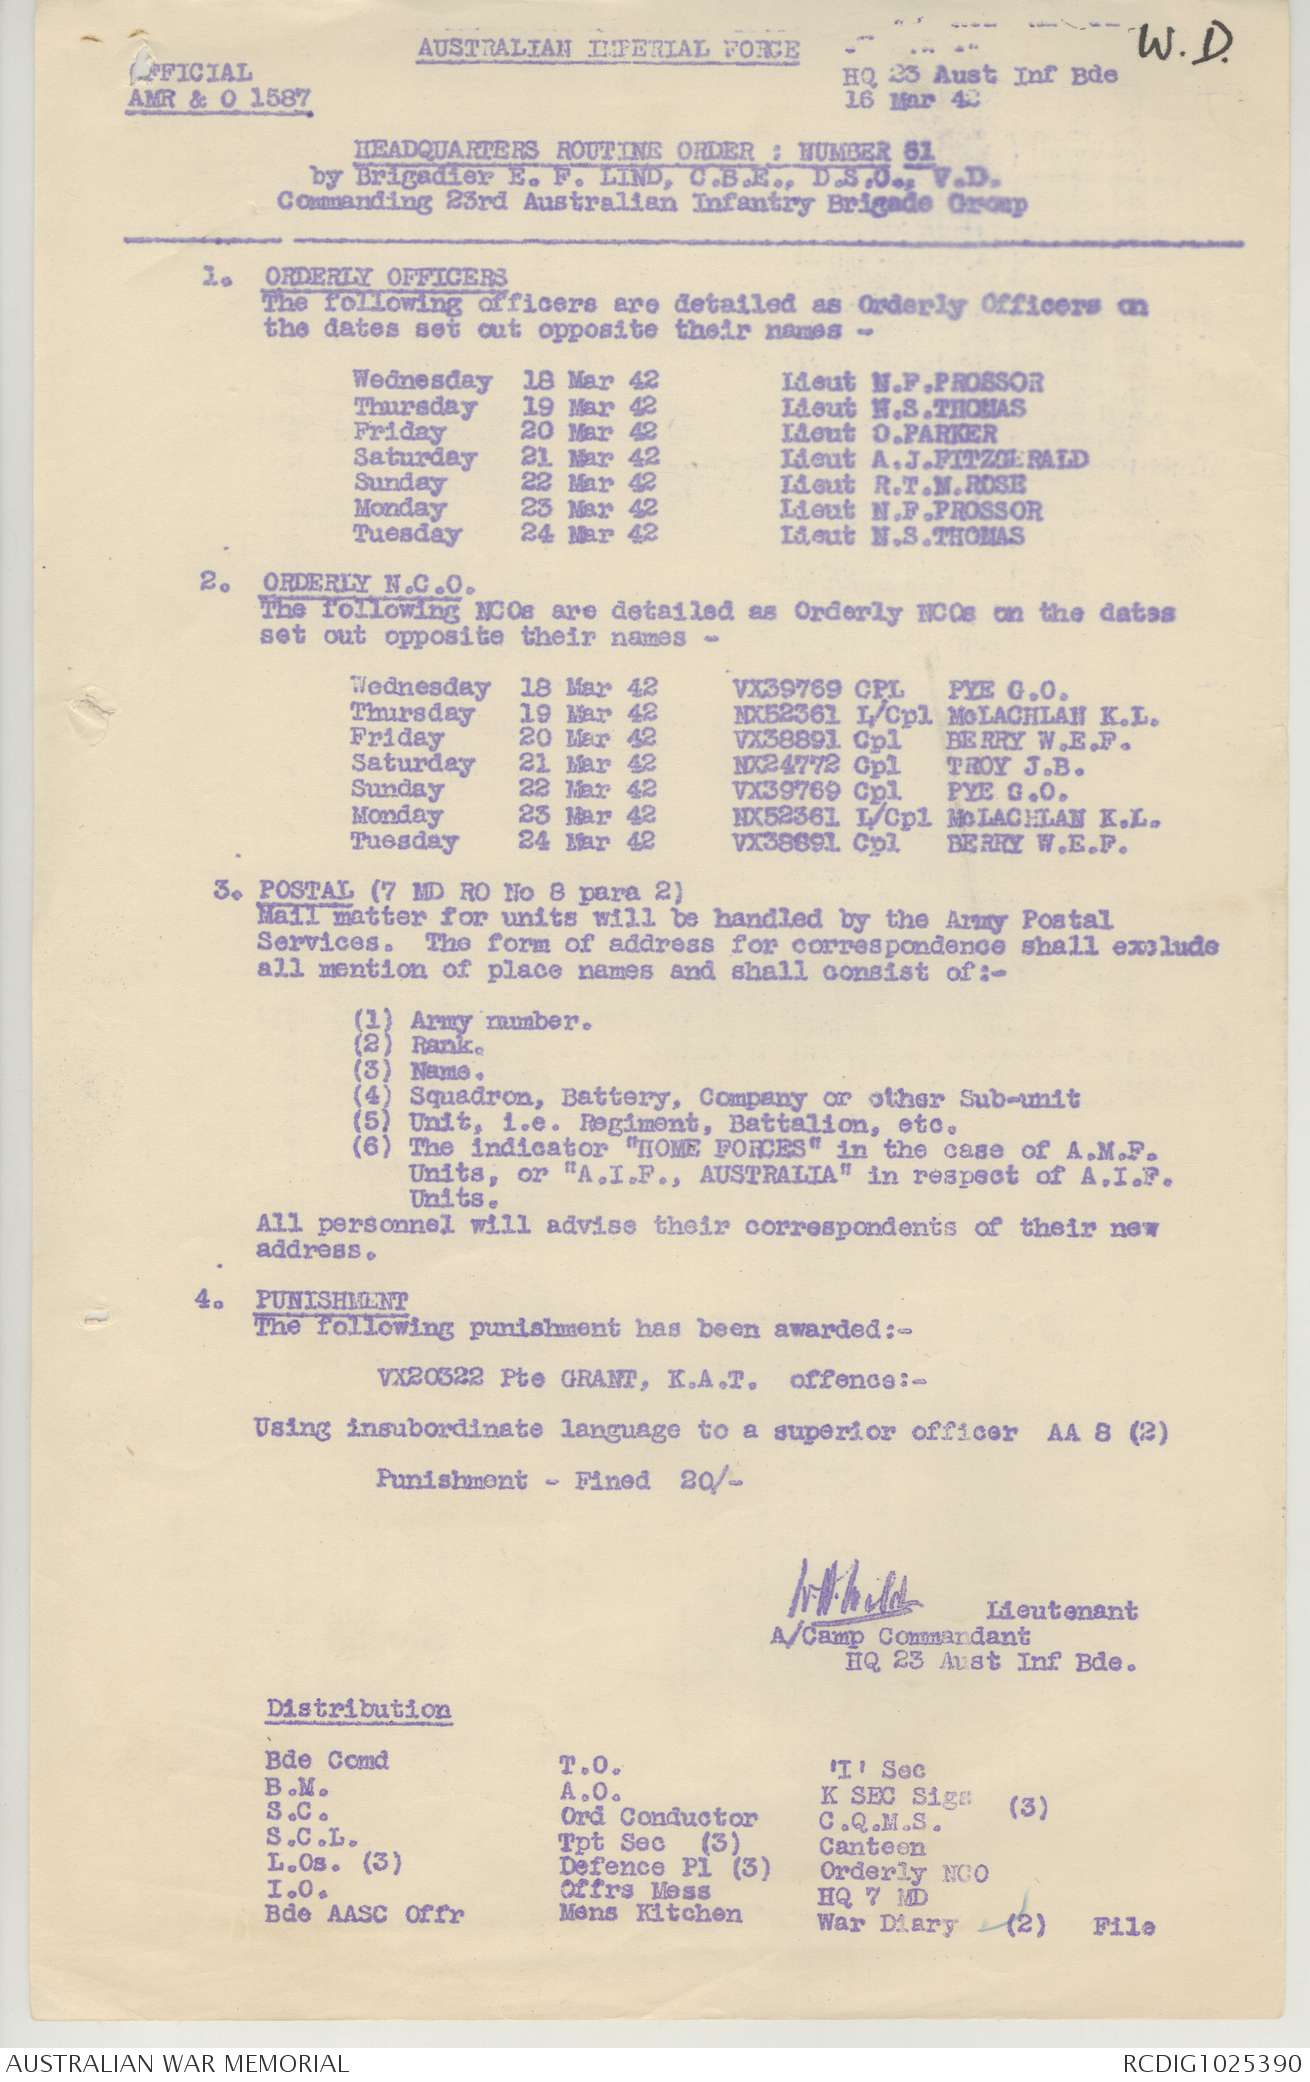 AUSTRALIAN IMPERIAL FORCE
W.D.
OFFICIAL
AMR & O 1587
HQ 23 Aust Inf Bde
16 Mar 42
HEADQUARTERS ROUTINE ORDER : NUMBER 51
by Brigadier E. F. LIND, C.B.E., D.S.O., V.D.
Commanding 23rd Australian Infantry Brigade Group
1. ORDERLY OFFICERS
The following officers are detailed as Orderly Officers on
the dates set out opposite their names -
Wednesday 18 Mar 42 Lieut N.F.PROSSOR
Thursday 19 Mar 42 Lieut N.S.THOMAS
Friday 20 Mar 42 Lieut O.PARKER
Saturday 21 Mar 42 Lieut A.J.FITZGERALD
Sunday 22 Mar 42 Lieut R.T.M.ROSE
Monday 23 Mar 42 Lieut N.F.PROSSOR
Tuesday 24 Mar 42 Lieut N.S.THOMAS
2. ORDERLY N.C.O.
The following NCOs are detailed as Orderly NCOs on the dates
set out opposite their names -
Wednesday 18 Mar 42 VX39769 CPL PYE G.O.
Thursday 19 Mar 42 NX52361 L/Cpl McLACHLAN K.L.
Friday 20 Mar 42 VX38891 Cpl BERRY W.E.F.
Saturday 21 Mar 42 NX24772 Cpl TROY J.B.
Sunday 22 Mar 42 VX39769 Cpl PYE G.O.
Monday 23 Mar 42 NX52361 L/Cpl McLACHLAN K.L.
Tuesday 24 Mar 42 VX38691 Cpl BERRY W.E.F.
3. POSTAL (7 MD RO No 8 para 2)
Mail matter for units will be handled by the Army Postal
Services. The form of address for correspondence shall exclude
all mention of place names and shall consist of:-
(1) Army number.
(2) Rank.
(3) Name.
(4) Squadron, Battery, Company or other Sub-unit
(5) Unit, i.e. Regiment, Battalion, etc.
(6) The indicator "HOME FORCES" in the case of A.M.F.
Units, or "A.I.F., AUSTRALIA" in respect of A.I.F.
Units.
All personnel will advise their correspondents of their new
address.
4. PUNISHMENT
The following punishment has been awarded:-
VX20322 Pte GRANT, K.A.T. offence:-
Using insubordinate language to a superior officer AA 8 (2)
Punishment - Fined 20/-
Lieutenant
A/Camp Commandant
HQ 23 Aust Inf Bde.
Distribution
Bde Comd T.O. 'I' Sec
B.M. A.O. K SEC Sigs (3)
S.C. Ord Conductor C.Q.M.S.
S.C.L. Tpt Sec (3) Canteen
L.Os. (3) Defence Pl (3) Orderly NCO
I.O. Offrs Mess HQ 7 MD
Bde AASC Offr Mens Kitchen War Diary (2) File
AUSTRALIAN WAR MEMORIAL RCDIG1025390